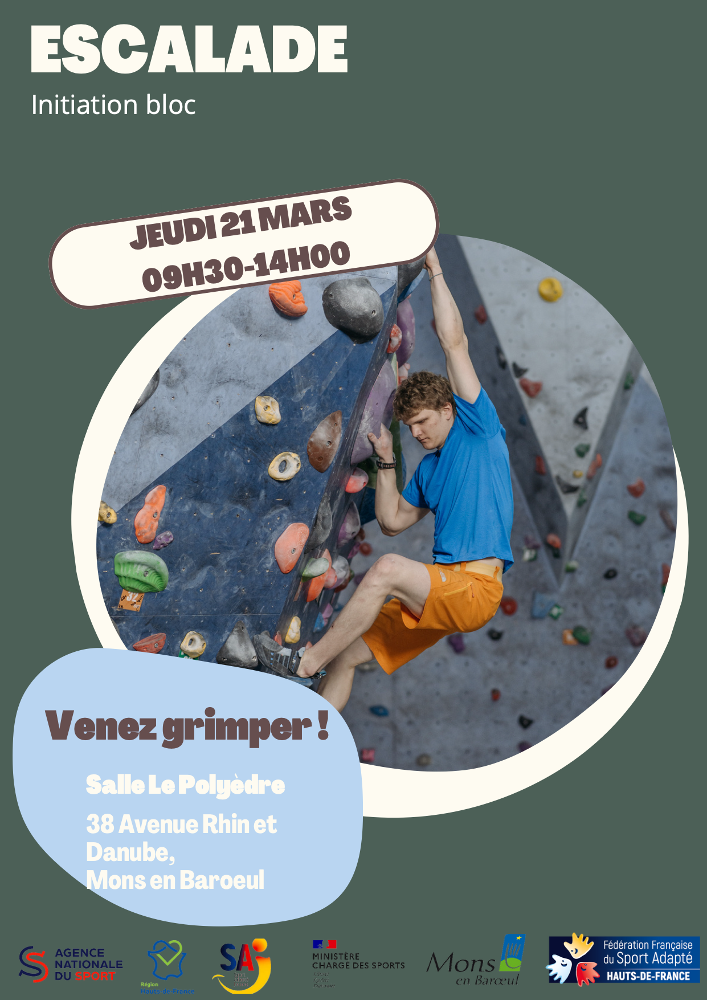 ESCALADE
Initiation bloc
JEUDI 21 MARS
09H30-14H00
32
Venez grimper !
Salle Le Polyèdre
38 Avenue Rhin et
Danube,
Mons en Baroeul
AGENCE
NATIONALE
DU SPORT
Région
Hauts-de-France
SAJ
MINISTÈRE
CHARGÉ DES SPORTS
Mons
en Barœul
Fédération Française
du Sport Adapté
HAUTS-DE-FRANCE